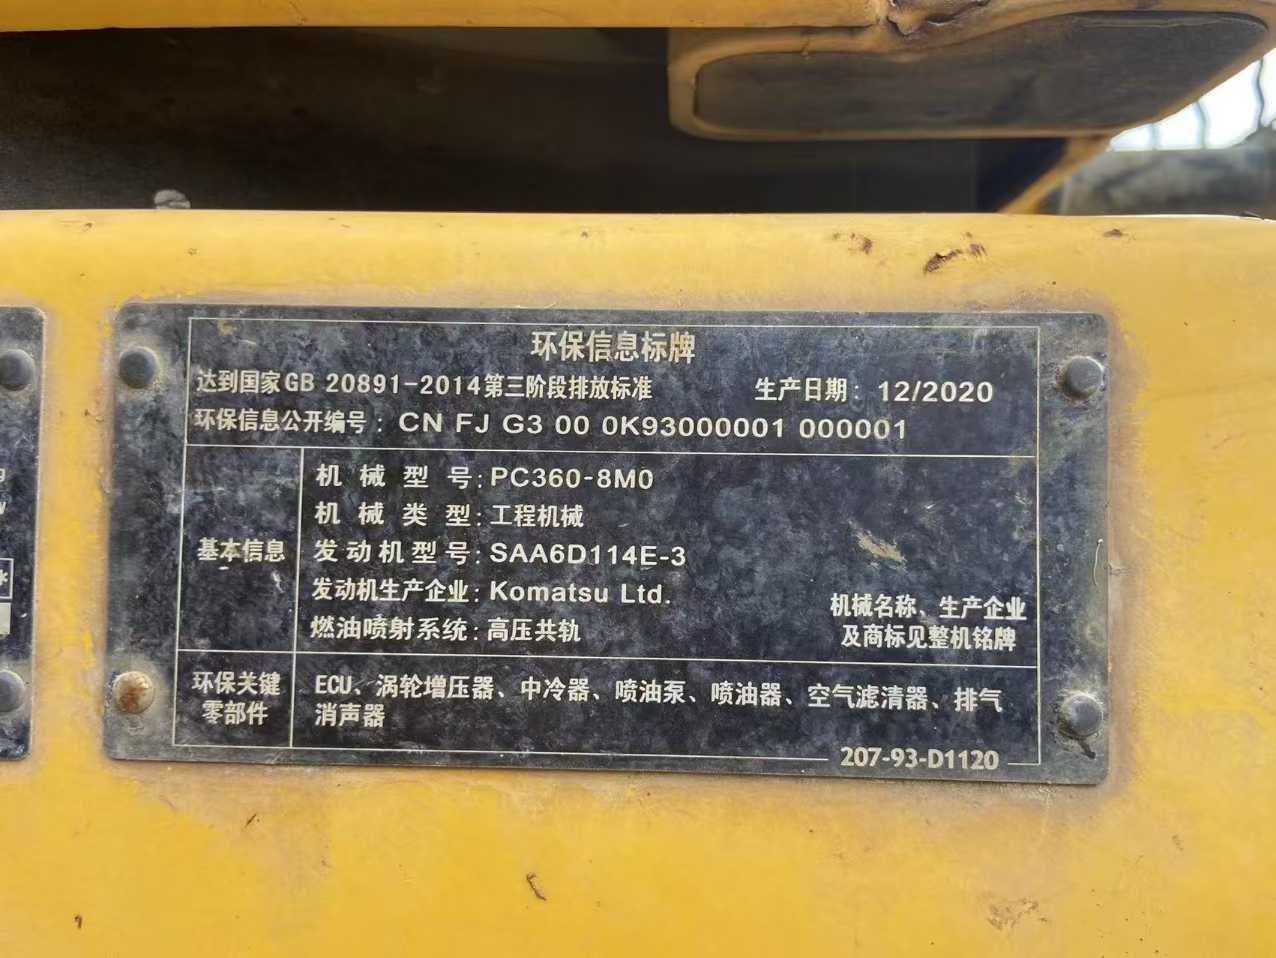 环保信息标牌
达到国家GB 20891-2014第三阶段排放标准 生产日期: 12/2020
环保信息公开编号: CN FJ G3 00 0K93000001 000001
基本信息
机械型号:PC360-8M0
机械类型:工程机械
发动机型号:SAA6D114E-3
发动机生产企业:Komatsu Ltd.
燃油喷射系统:高压共轨
机械名称、生产企业
及商标见整机铭牌
环保关键
零部件
ECU、涡轮增压器、中冷器、喷油泵、喷油器、空气滤清器、排气
消声器
207-93-D1120